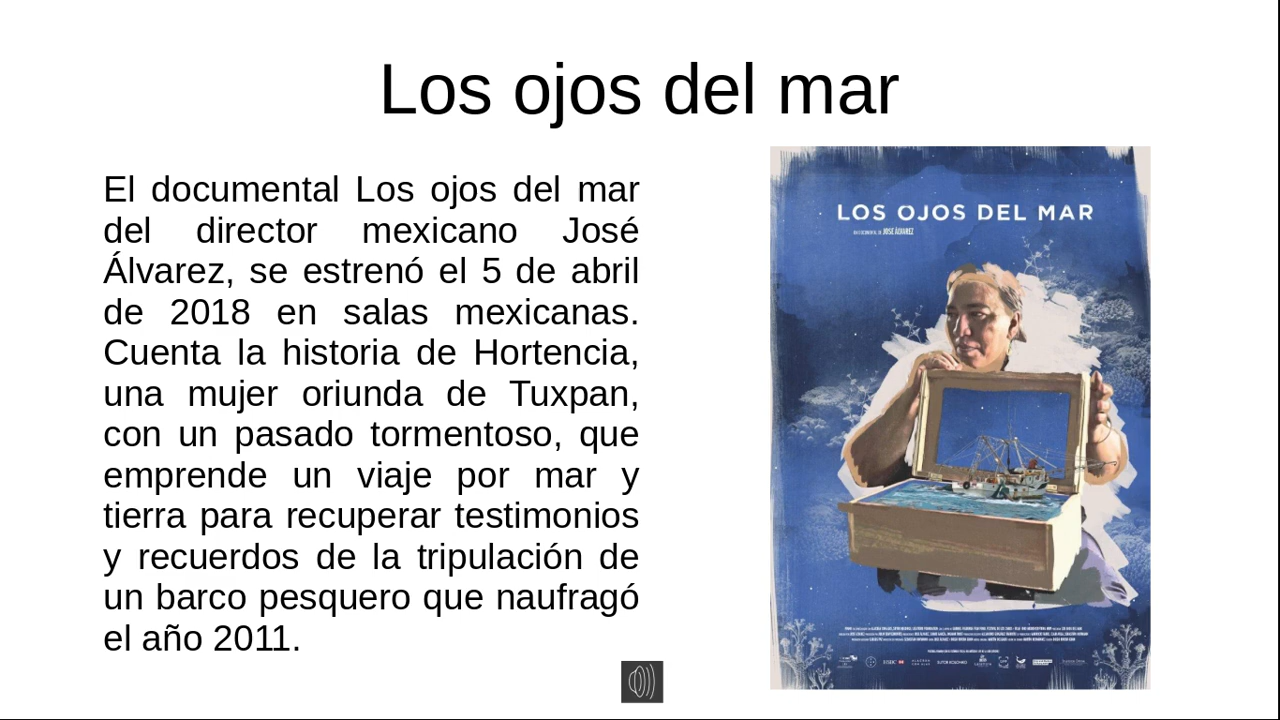 Los ojos del mar
El documental Los ojos del mar
del director mexicano José
Álvarez, se estrenó el 5 de abril
de 2018 en salas mexicanas.
Cuenta la historia de Hortencia,
una mujer oriunda de Tuxpan,
con un pasado tormentoso, que
emprende un viaje por mar y
tierra para recuperar testimonios
y recuerdos de la tripulación de
un barco pesquero que naufragó
el año 2011.
LOS OJOS DEL MAR
JOSÉ ÁLVAREZ